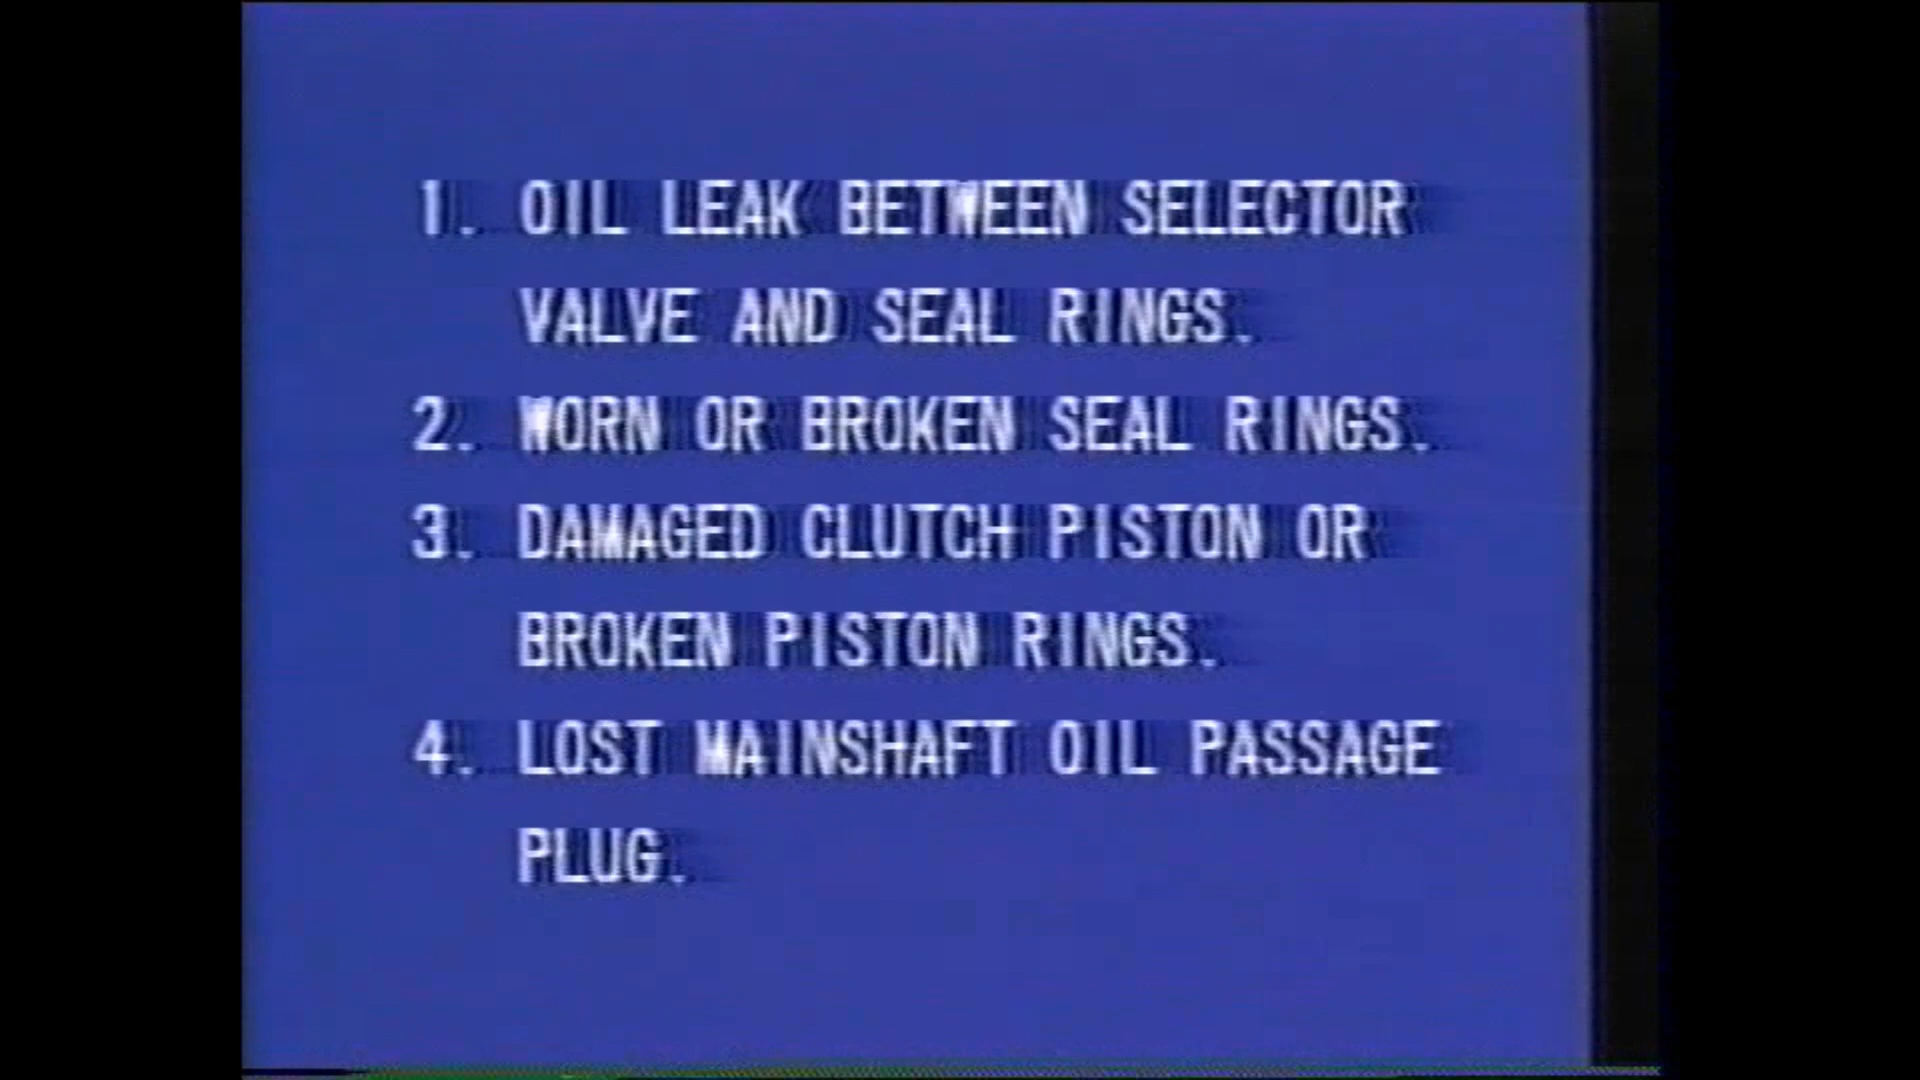 1. OIL LEAK BETWEEN SELECTOR
VALVE AND SEAL RINGS.
2. WORN OR BROKEN SEAL RINGS.
3. DAMAGED CLUTCH PISTON OR
BROKEN PISTON RINGS.
4. LOST MAINSHAFT OIL PASSAGE
PLUG.